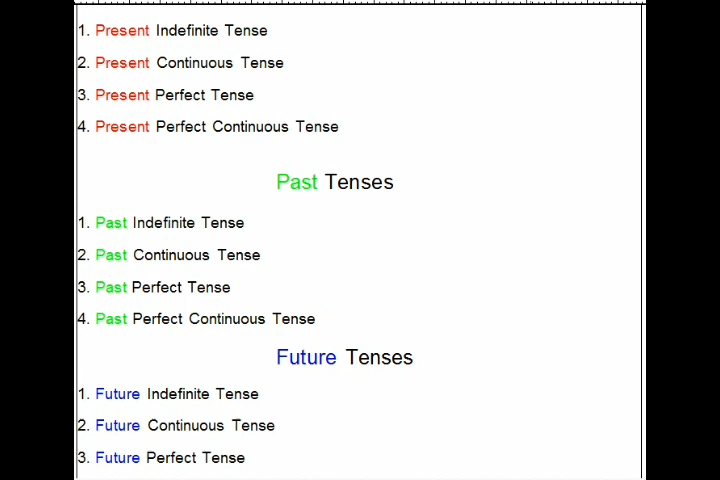 1. Present Indefinite Tense
2. Present Continuous Tense
3. Present Perfect Tense
4. Present Perfect Continuous Tense
Past Tenses
1. Past Indefinite Tense
2. Past Continuous Tense
3. Past Perfect Tense
4. Past Perfect Continuous Tense
Future Tenses
1. Future Indefinite Tense
2. Future Continuous Tense
3. Future Perfect Tense